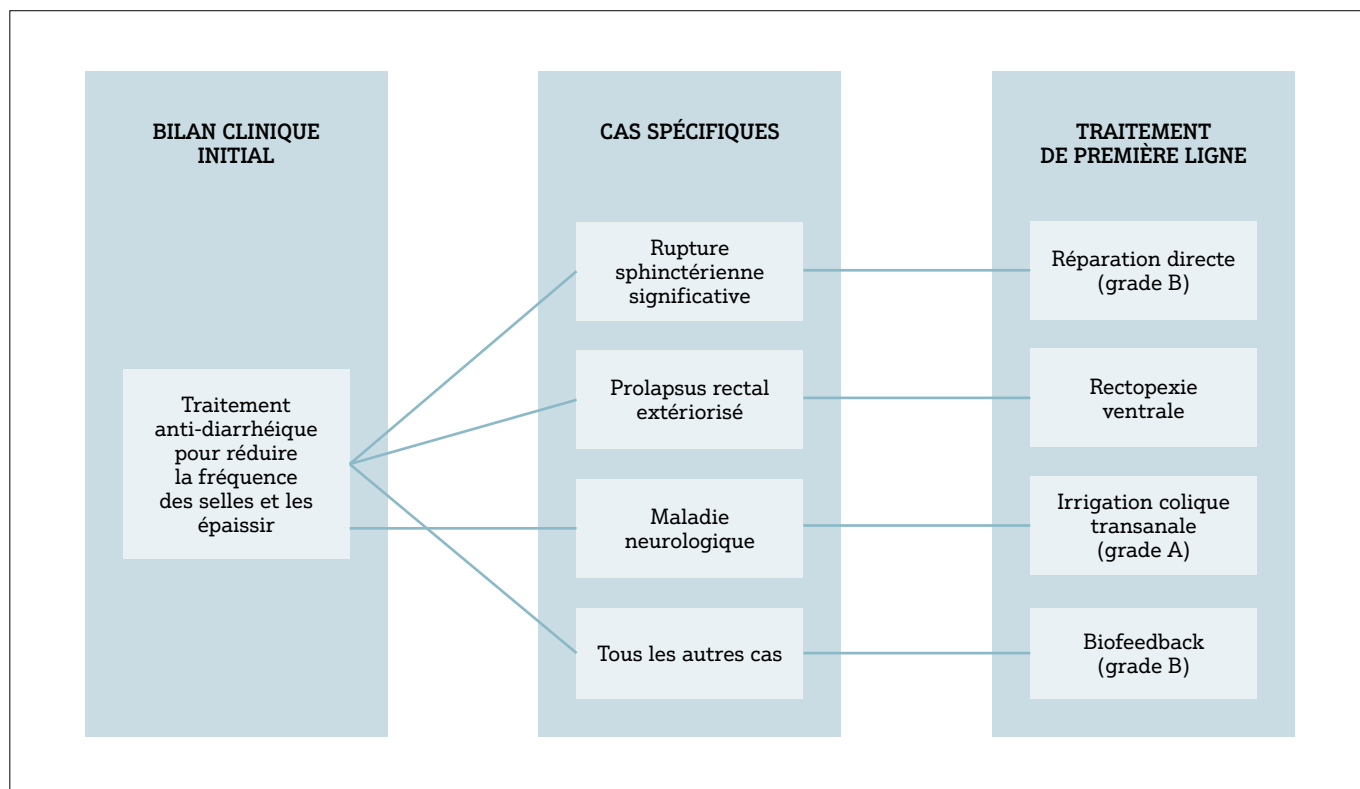 BILAN CLINIQUE
INITIAL
Traitement
anti-diarrhéique
pour réduire
la fréquence
des selles et les
épaissir
CAS SPÉCIFIQUES
Rupture
sphinctérienne
significative
Prolapsus rectal
extériorisé
Maladie
neurologique
Tous les autres cas
TRAITEMENT
DE PREMIÈRE LIGNE
Réparation directe
(grade B)
Rectopexie
ventrale
Irrigation colique
transanale
(grade A)
Biofeedback
(grade B)